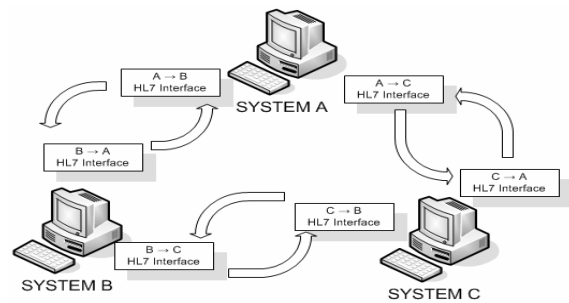 A → B
HL7 Interface
SYSTEM A
A → C
HL7 Interface
B → A
HL7 Interface
C → A
HL7 Interface
C → B
HL7 Interface
B → C
HL7 Interface
SYSTEM B
SYSTEM C